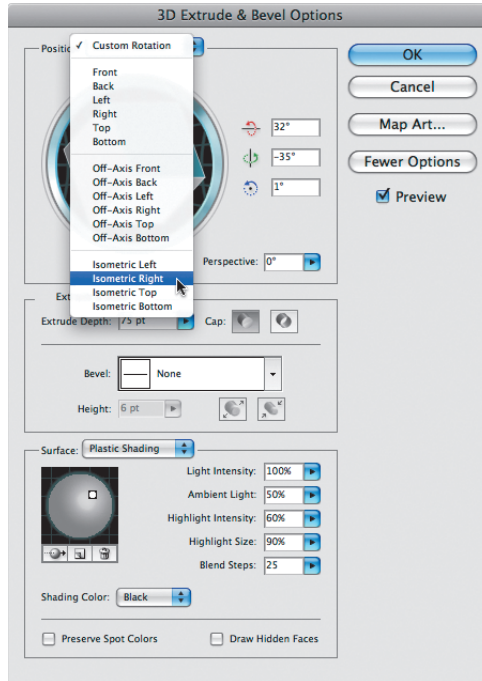 3D Extrude & Bevel Options
✓ Custom Rotation
Front
Back
Left
Right
Top
Bottom
Off-Axis Front
Off-Axis Back
Off-Axis Left
Off-Axis Right
Off-Axis Top
Off-Axis Bottom
Isometric Left
Isometric Right
Isometric Top
Isometric Bottom
32°
-35°
1°
Perspective: 0°
OK
Cancel
Map Art...
Fewer Options
Preview
Extrude Depth: 75 pt Cap:
Bevel: None
Height: 6 pt
Surface: Plastic Shading
Light Intensity: 100%
Ambient Light: 50%
Highlight Intensity: 60%
Highlight Size: 90%
Blend Steps: 25
Shading Color: Black
Preserve Spot Colors Draw Hidden Faces